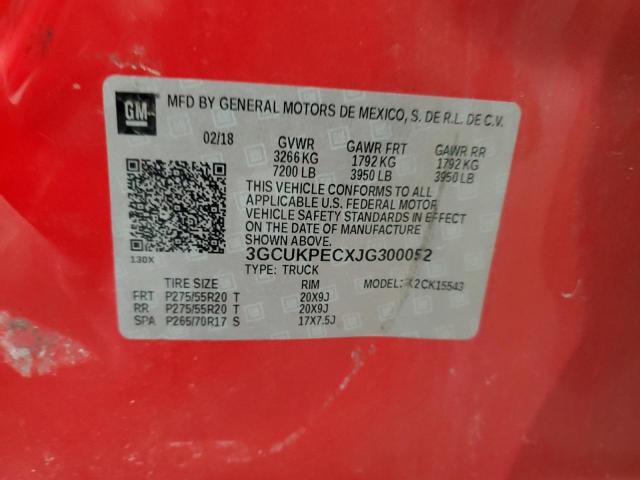 GM MFD BY GENERAL MOTORS DE MEXICO, S. DE R.L. DE C.V.
02/18 GVWR GAWR FRT GAWR RR
3266 KG 1792 KG 1792 KG
7200 LB 3950 LB 3950 LB
THIS VEHICLE CONFORMS TO ALL
APPLICABLE U.S. FEDERAL MOTOR
VEHICLE SAFETY STANDARDS IN EFFECT
ON THE DATE OF MANUFACTURE
SHOWN ABOVE.
3GCUKPECXJG300052
130X
TYPE: TRUCK
TIRE SIZE RIM MODEL: K2CK15543
FRT P275/55R20 T 20X9J
RR P275/55R20 T 20X9J
SPA P265/70R17 S 17X7.5J